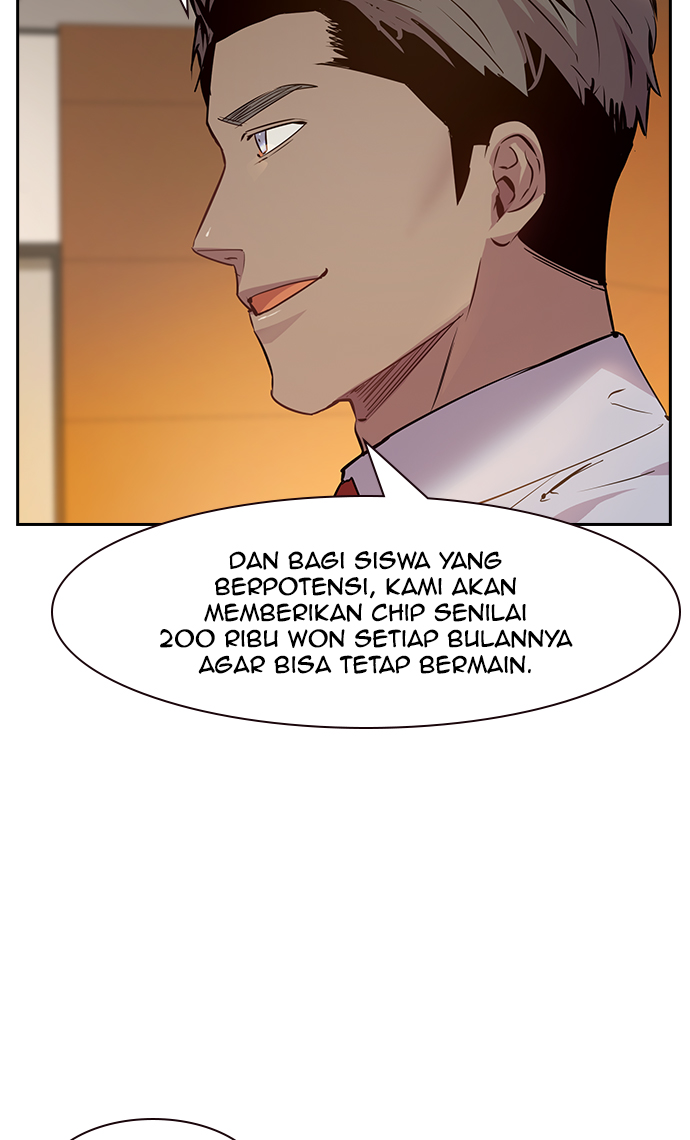 DAN BAGI SISWA YANG
BERPOTENSI, KAMI AKAN
MEMBERIKAN CHIP SENILAI
200 RIBU WON SETIAP BULANNYA
AGAR BISA TETAP BERMAIN.